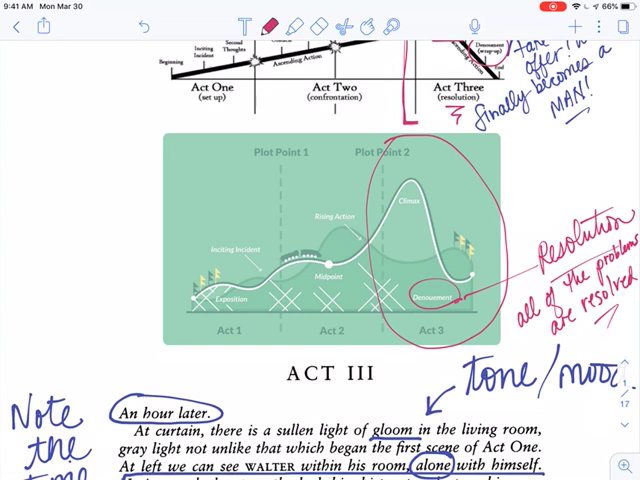 9:41 AM Mon Mar 30
66%
T
Beginning
Inciting
Incident
Second
Thoughts
Ascending Action
Denouement
(wrap-up)
End
Act One
(set up)
Act Two
(confrontation)
Act Three
(resolution)
take
offer!
finally becomes a
MAN!
Plot Point 1
Plot Point 2
Climax
Rising Action
Inciting Incident
Midpoint
Exposition
Denouement
Act 1
Act 2
Act 3
Resolution
all of the problems
are resolved
ACT III
tone/mood
1
17
Note
the
tone
An hour later.
At curtain, there is a sullen light of gloom in the living room,
gray light not unlike that which began the first scene of Act One.
At left we can see WALTER within his room, alone with himself.